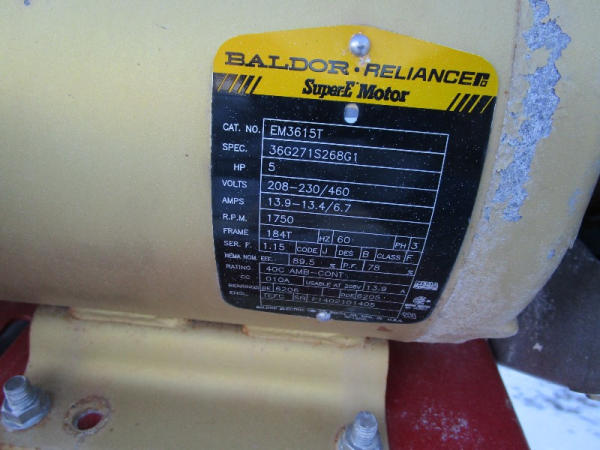 BALDOR · RELIANCE
Super-E Motor
CAT. NO. EM3615T
SPEC. 36G271S268G1
HP 5
VOLTS 208-230/460
AMPS 13.9-13.4/6.7
R.P.M. 1750
FRAME 184T HZ 60 PH 3
SER. F. 1.15 CODE J DES B CLASS F
NEMA NOM. EFF. 89.5 % P.F. 78 %
RATING 40C AMB-CONT
CC 010A USABLE AT 208V 13.9 A
BEARINGS DE 6206 ODE 6205
ENCL. TEFC SN F1402101405
BALDOR ELECTRIC